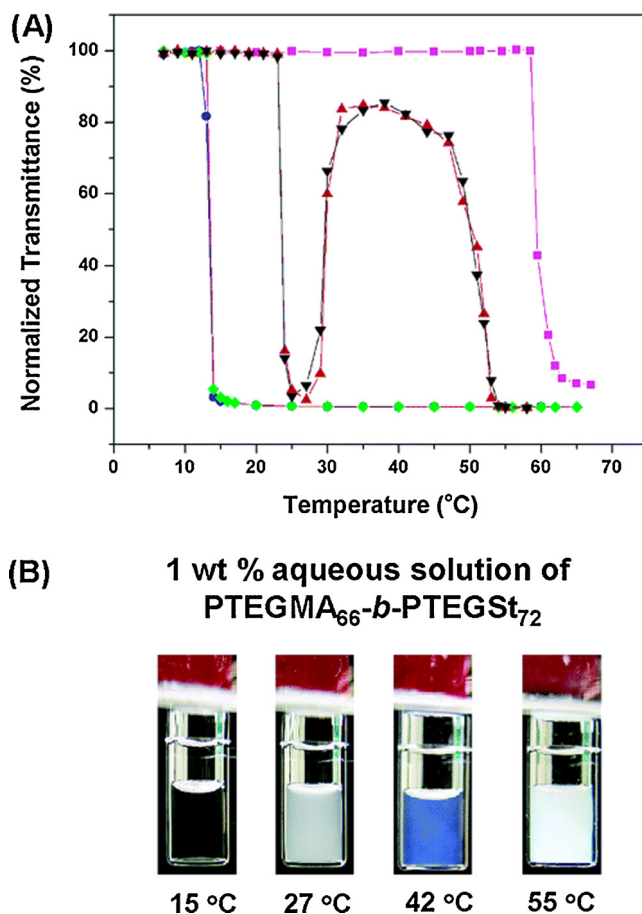 (A)
Normalized Transmittance (%)
100
80
60
40
20
0
0 10 20 30 40 50 60 70
Temperature (°C)
(B) 1 wt % aqueous solution of
PTEGMA66-b-PTEGSt72
15 °C 27 °C 42 °C 55 °C